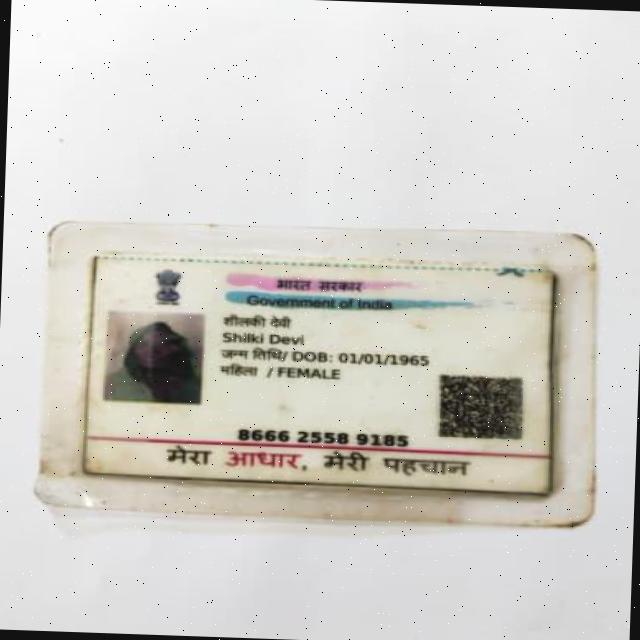 भारत सरकार
Government of India
शीलकी देवी
Shilki Devi
जन्म तिथि/ DOB: 01/01/1965
महिला / FEMALE
8666 2558 9185
मेरा आधार, मेरी पहचान